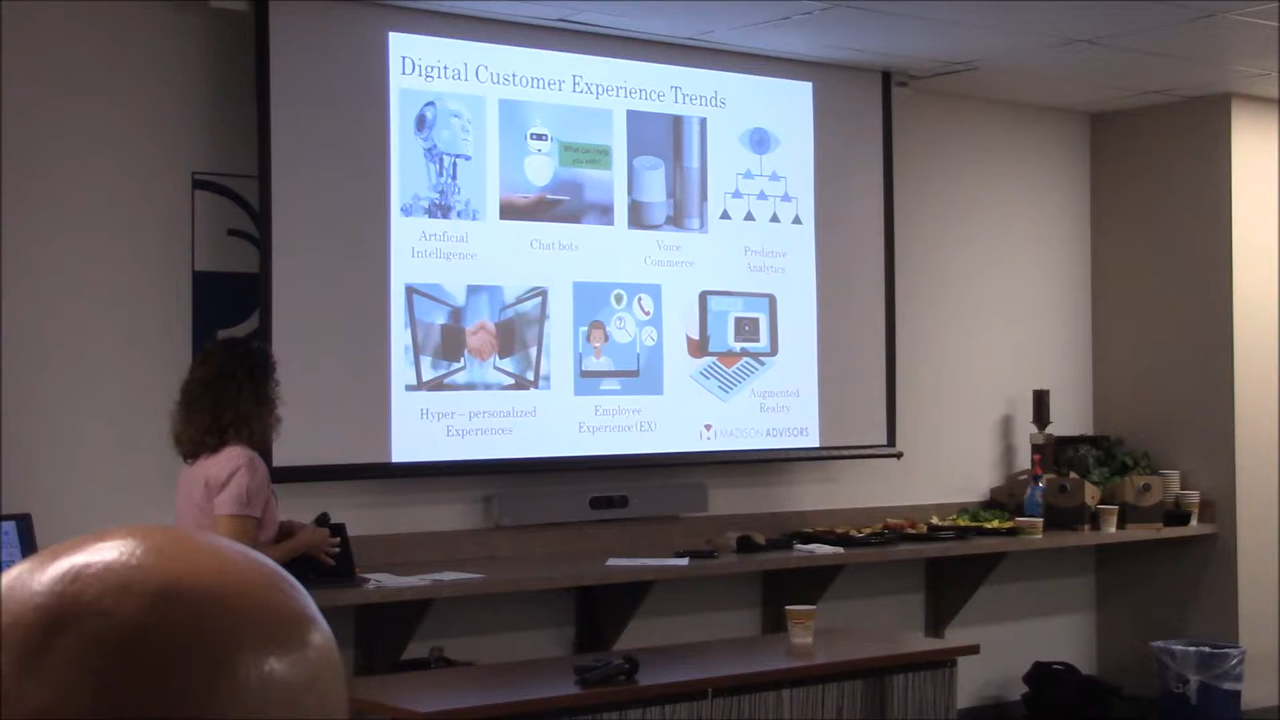 Digital Customer Experience Trends
What can I help
you with?
Artificial
Intelligence
Chat bots
Voice
Commerce
Predictive
Analytics
Hyper – personalized
Experiences
Employee
Experience (EX)
Augmented
Reality
MADISON ADVISORS